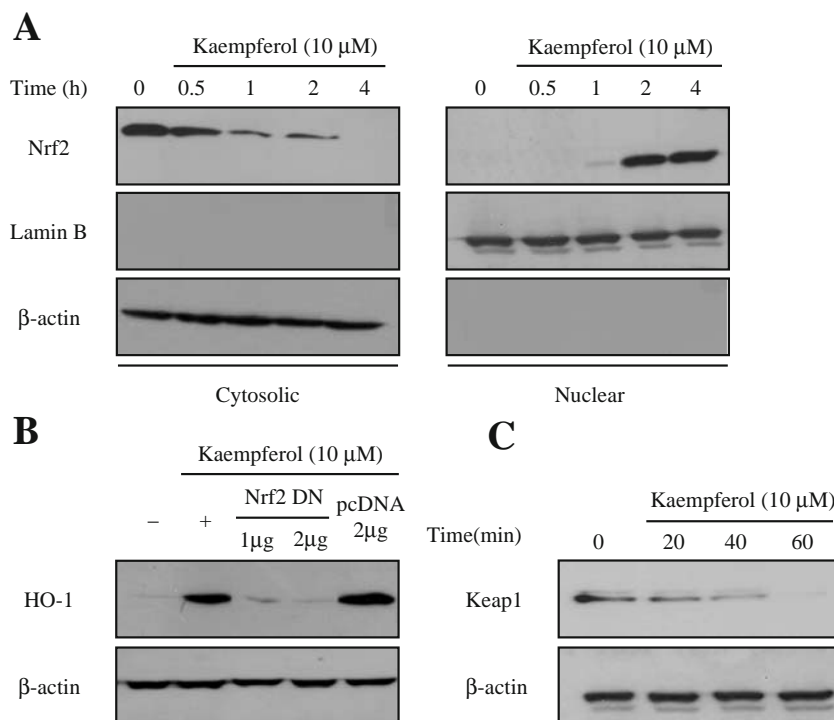 A
Kaempferol (10 μM)
Time (h) 0 0.5 1 2 4
Kaempferol (10 μM)
0 0.5 1 2 4
Nrf2
Lamin B
β-actin
Cytosolic
Nuclear
B
Kaempferol (10 μM)
Nrf2 DN
pcDNA
− +
1μg 2μg 2μg
HO-1
β-actin
C
Kaempferol (10 μM)
Time(min) 0 20 40 60
Keap1
β-actin